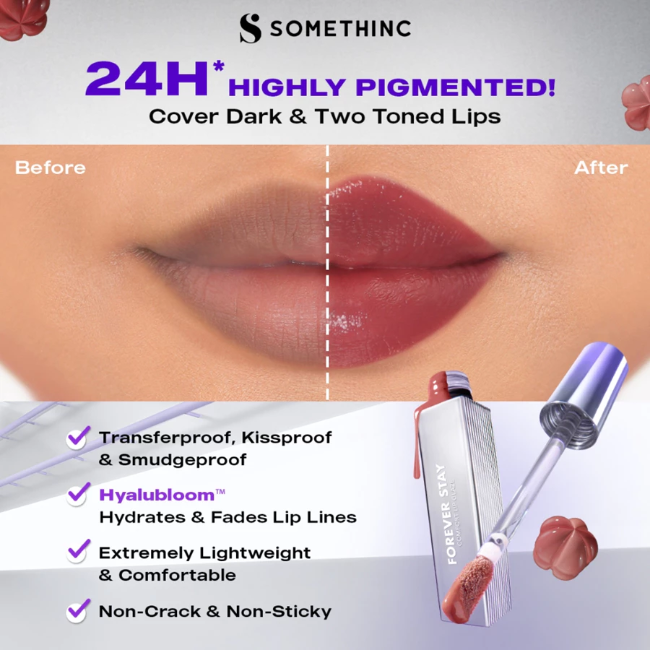 SOMETHINC
24H* HIGHLY PIGMENTED!
Cover Dark & Two Toned Lips
Before
After
Transferproof, Kissproof
& Smudgeproof
Hyalubloom™
Hydrates & Fades Lip Lines
Extremely Lightweight
& Comfortable
Non-Crack & Non-Sticky
FOREVER STAY